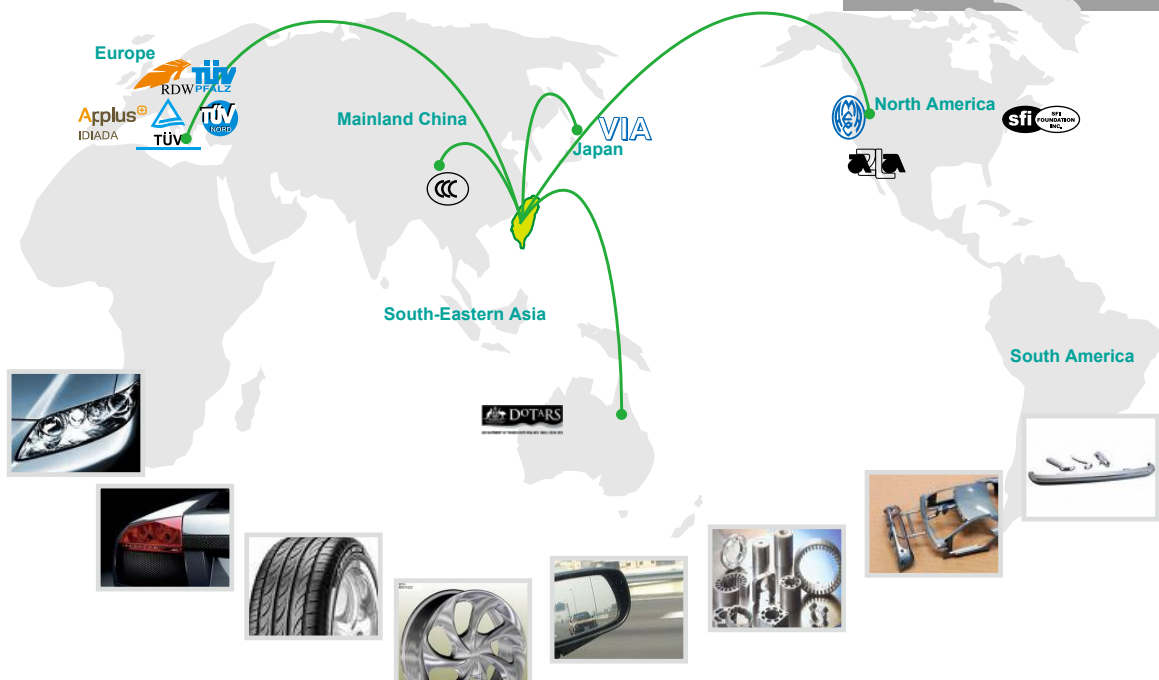 Europe
RDW
TÜV
PFALZ
Applus+
IDIADA
TÜV
TÜV
NORD
Mainland China
CCC
VIA
Japan
North America
sfi
SFI
FOUNDATION
INC.
South-Eastern Asia
South America
DOTARS